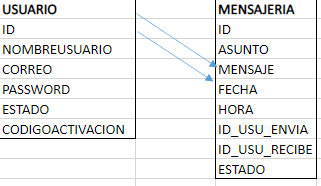 USUARIO
ID
NOMBREUSUARIO
CORREO
PASSWORD
ESTADO
CODIGOACTIVACION
MENSAJERIA
ID
ASUNTO
MENSAJE
FECHA
HORA
ID_USU_ENVIA
ID_USU_RECIBE
ESTADO